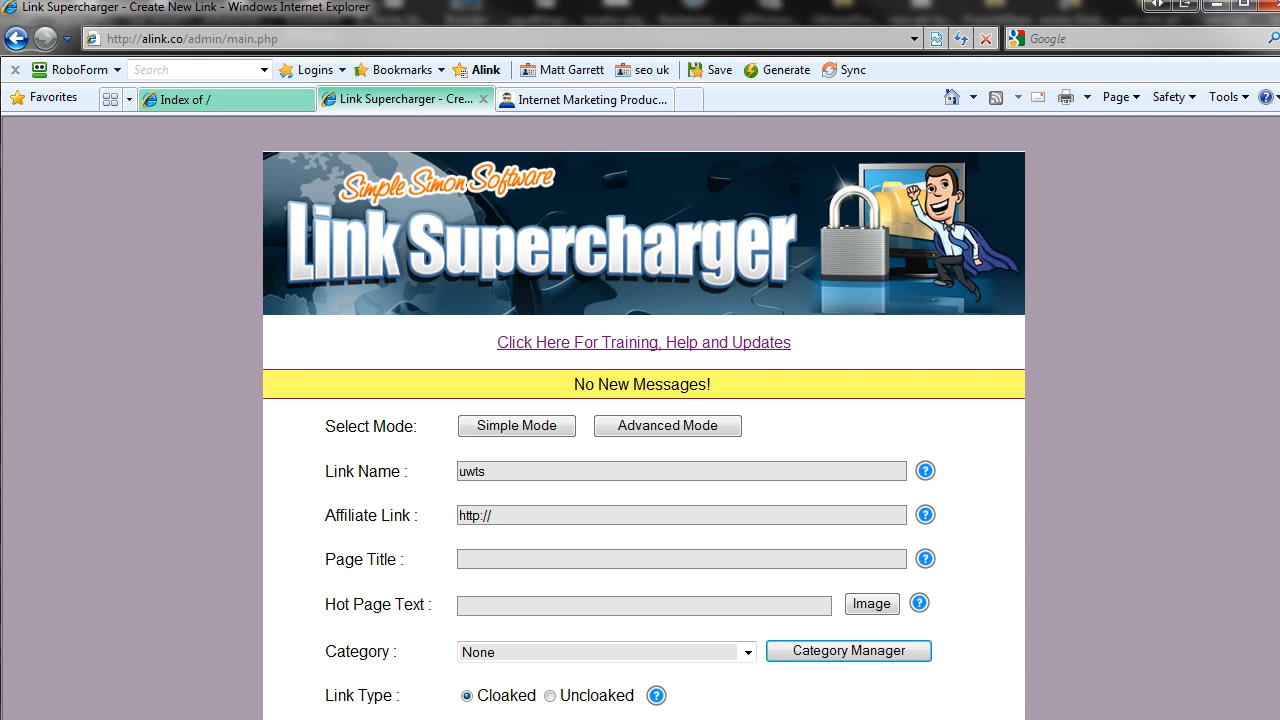 Link Supercharger - Create New Link - Windows Internet Explorer
http://alink.co/admin/main.php
Google
x RoboForm Search Logins Bookmarks Alink Matt Garrett seo uk Save Generate Sync
Favorites Index of / Link Supercharger - Cre... Internet Marketing Produc... Page Safety Tools
Simple Simon Software
Link Supercharger
Click Here For Training, Help and Updates
No New Messages!
Select Mode: Simple Mode Advanced Mode
Link Name : uwts ?
Affiliate Link : http:// ?
Page Title : ?
Hot Page Text : Image ?
Category : None Category Manager
Link Type : Cloaked Uncloaked ?